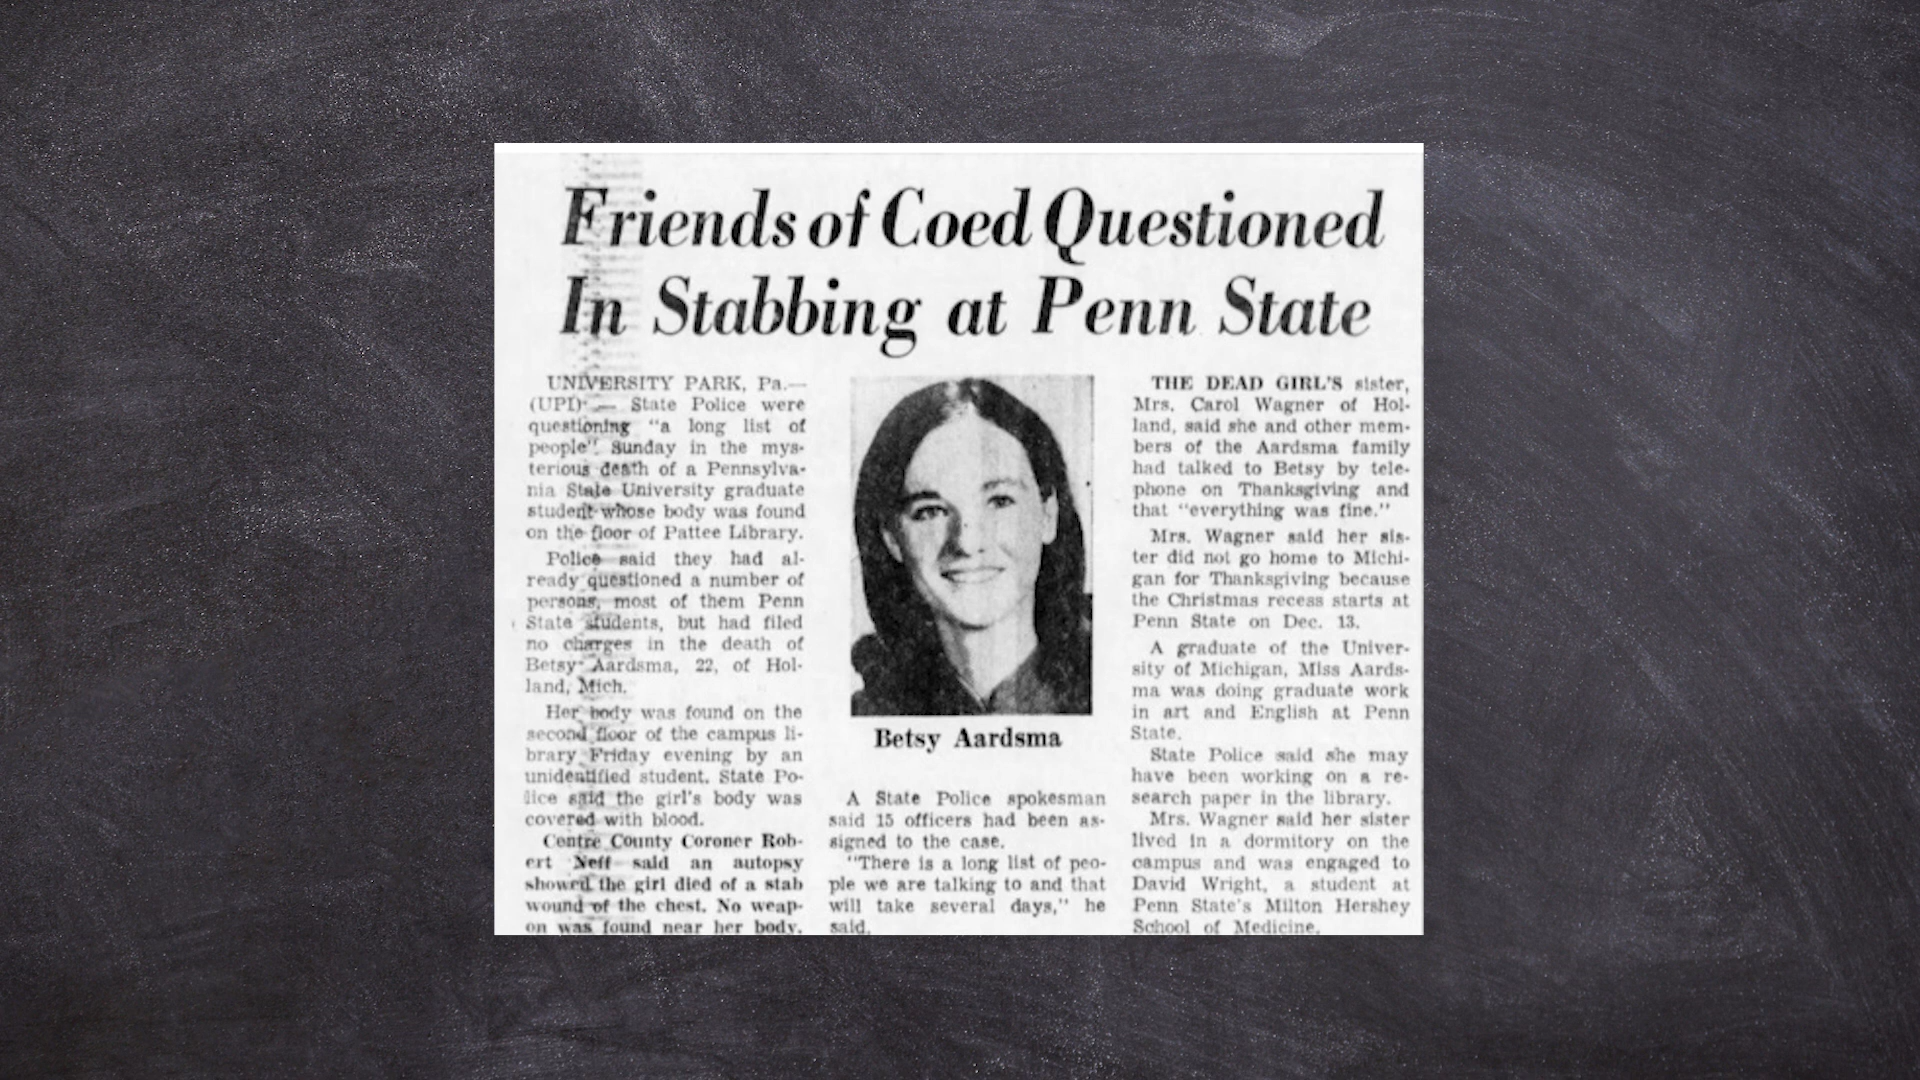 Friends of Coed Questioned
In Stabbing at Penn State
UNIVERSITY PARK, Pa.—
(UPI) — State Police were
questioning "a long list of
people" Sunday in the mys-
terious death of a Pennsylva-
nia State University graduate
student whose body was found
on the floor of Pattee Library.
Police said they had al-
ready questioned a number of
persons, most of them Penn
State students, but had filed
no charges in the death of
Betsy Aardsma, 22, of Hol-
land, Mich.
Her body was found on the
second floor of the campus li-
brary Friday evening by an
unidentified student. State Po-
lice said the girl's body was
covered with blood.
Centre County Coroner Rob-
ert Neff said an autopsy
showed the girl died of a stab
wound of the chest. No weap-
on was found near her body.
Betsy Aardsma
A State Police spokesman
said 15 officers had been as-
signed to the case.
"There is a long list of peo-
ple we are talking to and that
will take several days," he
said.
THE DEAD GIRL'S sister,
Mrs. Carol Wagner of Hol-
land, said she and other mem-
bers of the Aardsma family
had talked to Betsy by tele-
phone on Thanksgiving and
that "everything was fine."
Mrs. Wagner said her sis-
ter did not go home to Michi-
gan for Thanksgiving because
the Christmas recess starts at
Penn State on Dec. 13.
A graduate of the Univer-
sity of Michigan, Miss Aards-
ma was doing graduate work
in art and English at Penn
State.
State Police said she may
have been working on a re-
search paper in the library.
Mrs. Wagner said her sister
lived in a dormitory on the
campus and was engaged to
David Wright, a student at
Penn State's Milton Hershey
School of Medicine.